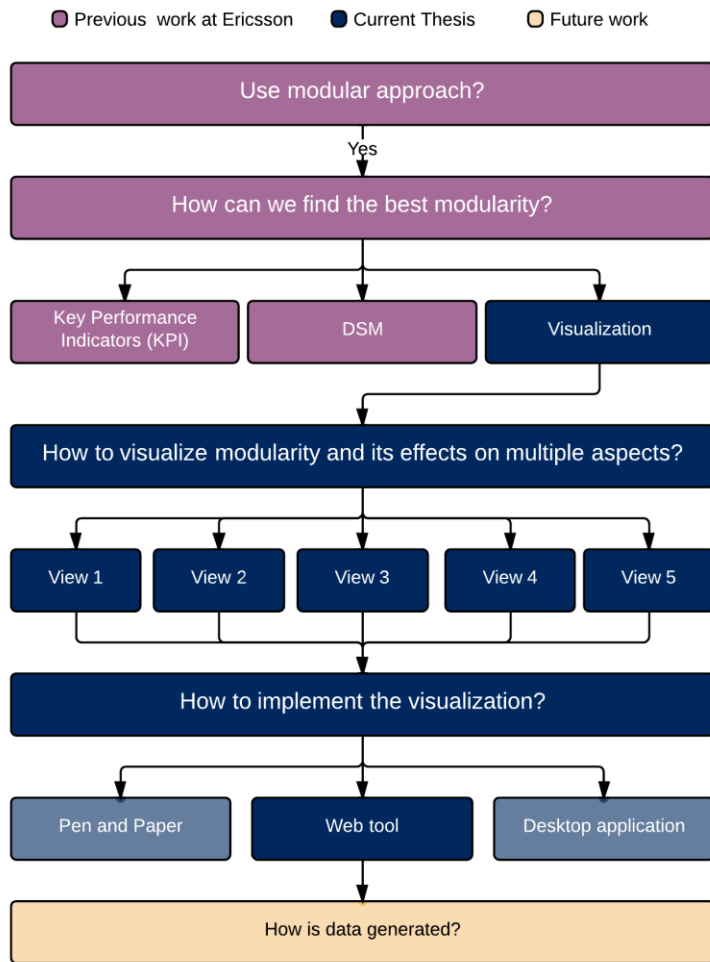 Previous work at Ericsson
Current Thesis
Future work
Use modular approach?
Yes
How can we find the best modularity?
Key Performance
Indicators (KPI)
DSM
Visualization
How to visualize modularity and its effects on multiple aspects?
View 1
View 2
View 3
View 4
View 5
How to implement the visualization?
Pen and Paper
Web tool
Desktop application
How is data generated?